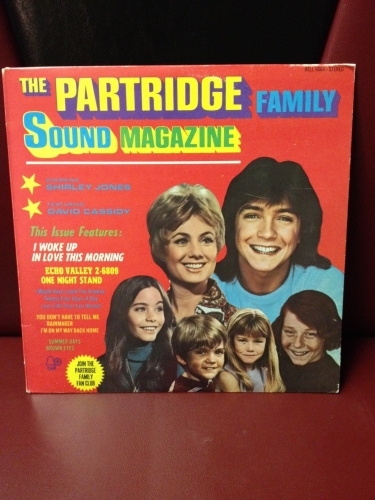 THE PARTRIDGE FAMILY
SOUND MAGAZINE
STARRING
SHIRLEY JONES
FEATURING
DAVID CASSIDY
This Issue Features:
I WOKE UP
IN LOVE THIS MORNING
ECHO VALLEY 2-6809
ONE NIGHT STAND
YOU DON'T HAVE TO TELL ME
RAINMAKER
I'M ON MY WAY BACK HOME
SUMMER DAYS
BROWN EYES
JOIN THE
PARTRIDGE
FAMILY
FAN CLUB